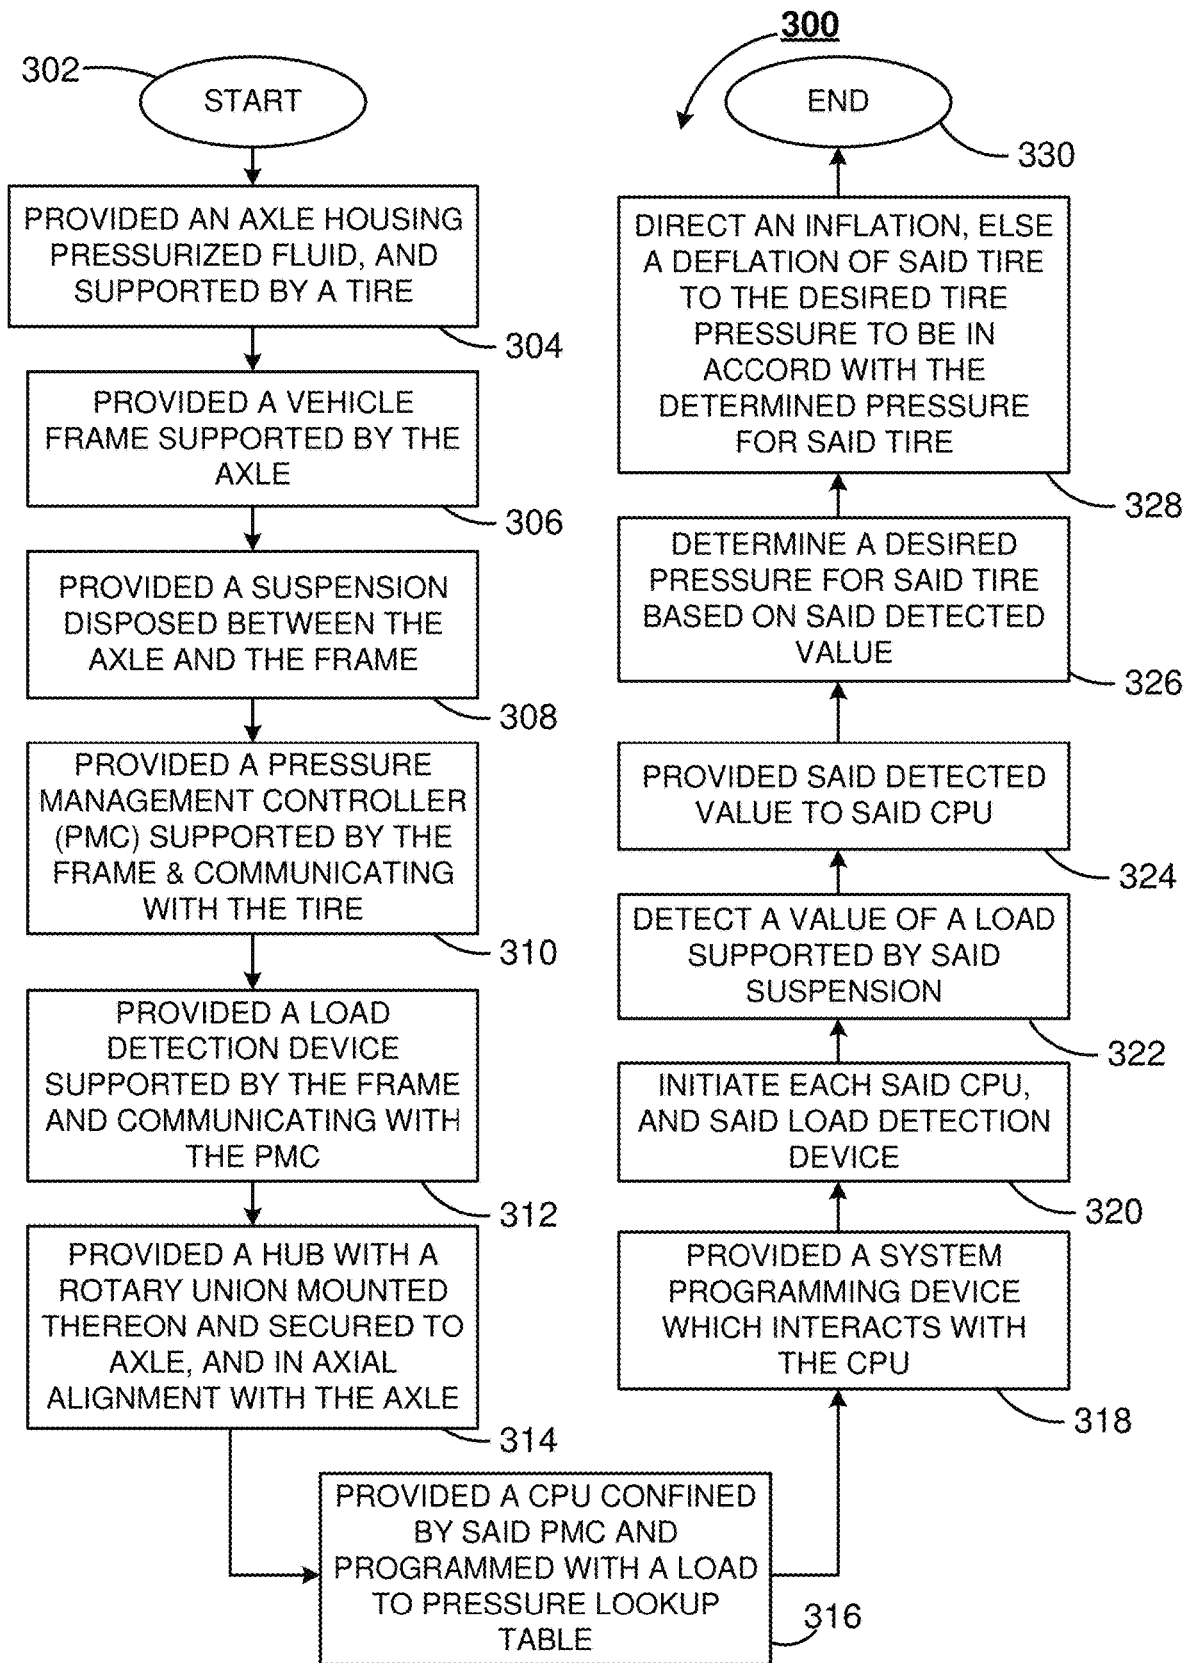 300
302
START
PROVIDED AN AXLE HOUSING
PRESSURIZED FLUID, AND
SUPPORTED BY A TIRE
304
PROVIDED A VEHICLE
FRAME SUPPORTED BY THE
AXLE
306
PROVIDED A SUSPENSION
DISPOSED BETWEEN THE
AXLE AND THE FRAME
308
PROVIDED A PRESSURE
MANAGEMENT CONTROLLER
(PMC) SUPPORTED BY THE
FRAME & COMMUNICATING
WITH THE TIRE
310
PROVIDED A LOAD
DETECTION DEVICE
SUPPORTED BY THE FRAME
AND COMMUNICATING WITH
THE PMC
312
PROVIDED A HUB WITH A
ROTARY UNION MOUNTED
THEREON AND SECURED TO
AXLE, AND IN AXIAL
ALIGNMENT WITH THE AXLE
314
PROVIDED A CPU CONFINED
BY SAID PMC AND
PROGRAMMED WITH A LOAD
TO PRESSURE LOOKUP
TABLE
316
PROVIDED A SYSTEM
PROGRAMMING DEVICE
WHICH INTERACTS WITH
THE CPU
318
INITIATE EACH SAID CPU,
AND SAID LOAD DETECTION
DEVICE
320
DETECT A VALUE OF A LOAD
SUPPORTED BY SAID
SUSPENSION
322
PROVIDED SAID DETECTED
VALUE TO SAID CPU
324
DETERMINE A DESIRED
PRESSURE FOR SAID TIRE
BASED ON SAID DETECTED
VALUE
326
DIRECT AN INFLATION, ELSE
A DEFLATION OF SAID TIRE
TO THE DESIRED TIRE
PRESSURE TO BE IN
ACCORD WITH THE
DETERMINED PRESSURE
FOR SAID TIRE
328
END
330